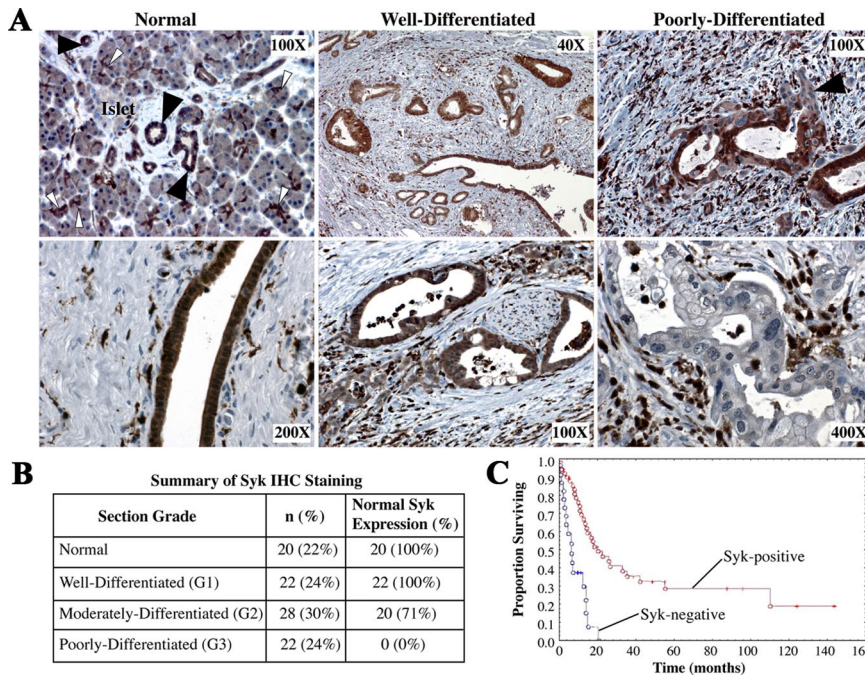 A
Normal
Well-Differentiated
Poorly-Differentiated
100X
40X
100X
Islet
200X
100X
400X
B
Summary of Syk IHC Staining
Section Grade
n (%)
Normal Syk
Expression (%)
Normal
20 (22%)
20 (100%)
Well-Differentiated (G1)
22 (24%)
22 (100%)
Moderately-Differentiated (G2)
28 (30%)
20 (71%)
Poorly-Differentiated (G3)
22 (24%)
0 (0%)
C
Proportion Surviving
1.0
0.9
0.8
0.7
0.6
0.5
0.4
0.3
0.2
0.1
0.0
Syk-positive
Syk-negative
0 20 40 60 80 100 120 140 160
Time (months)